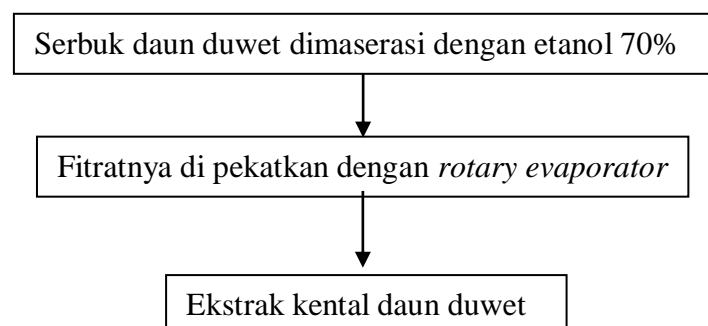 Serbuk daun duwet dimaserasi dengan etanol 70%
Fitratnya di pekatkan dengan rotary evaporator
Ekstrak kental daun duwet